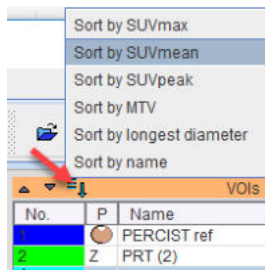 Sort by SUVmax
Sort by SUVmean
Sort by SUVpeak
Sort by MTV
Sort by longest diameter
Sort by name
VOIs
No. P Name
1 PERCIST ref
2 Z PRT (2)